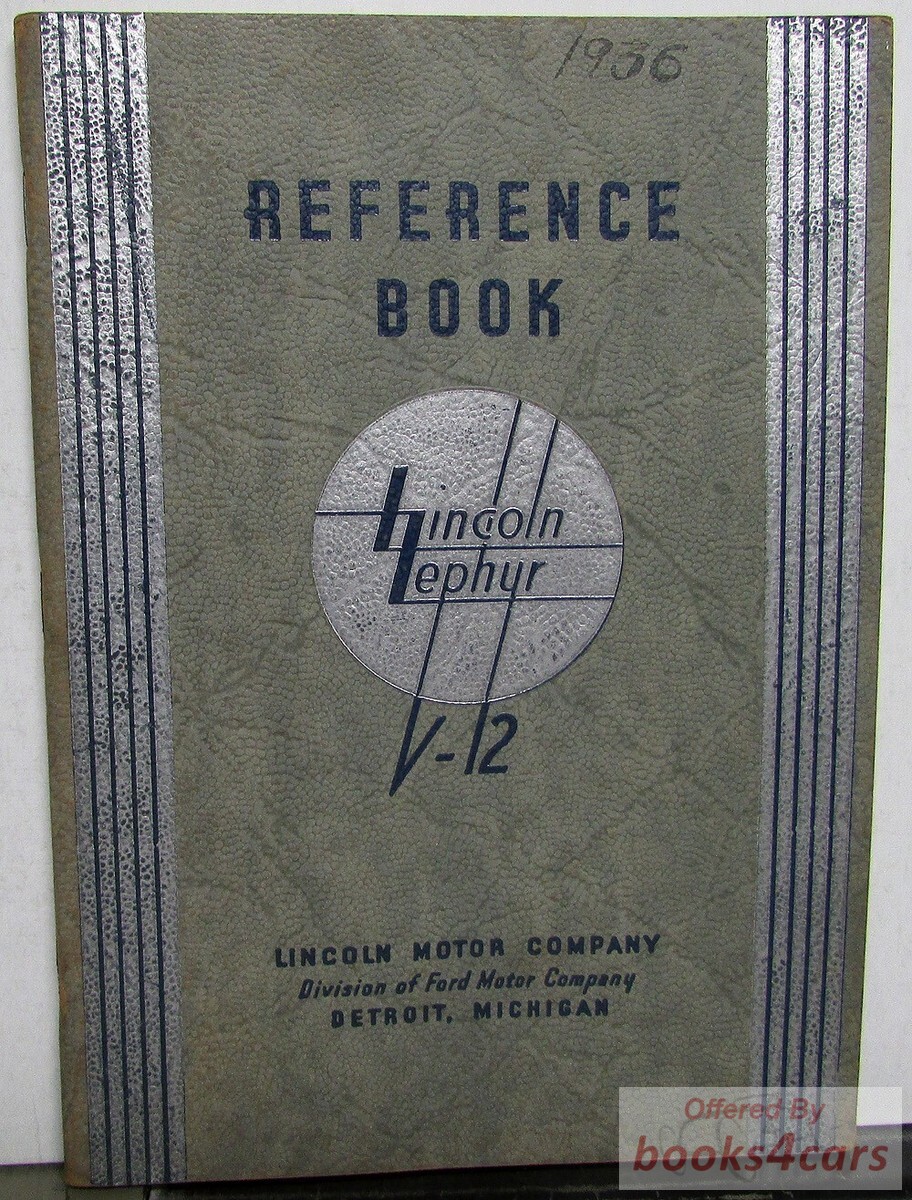 1936
REFERENCE
BOOK
Lincoln
Zephyr
V-12
LINCOLN MOTOR COMPANY
Division of Ford Motor Company
DETROIT, MICHIGAN
Offered By
books4cars